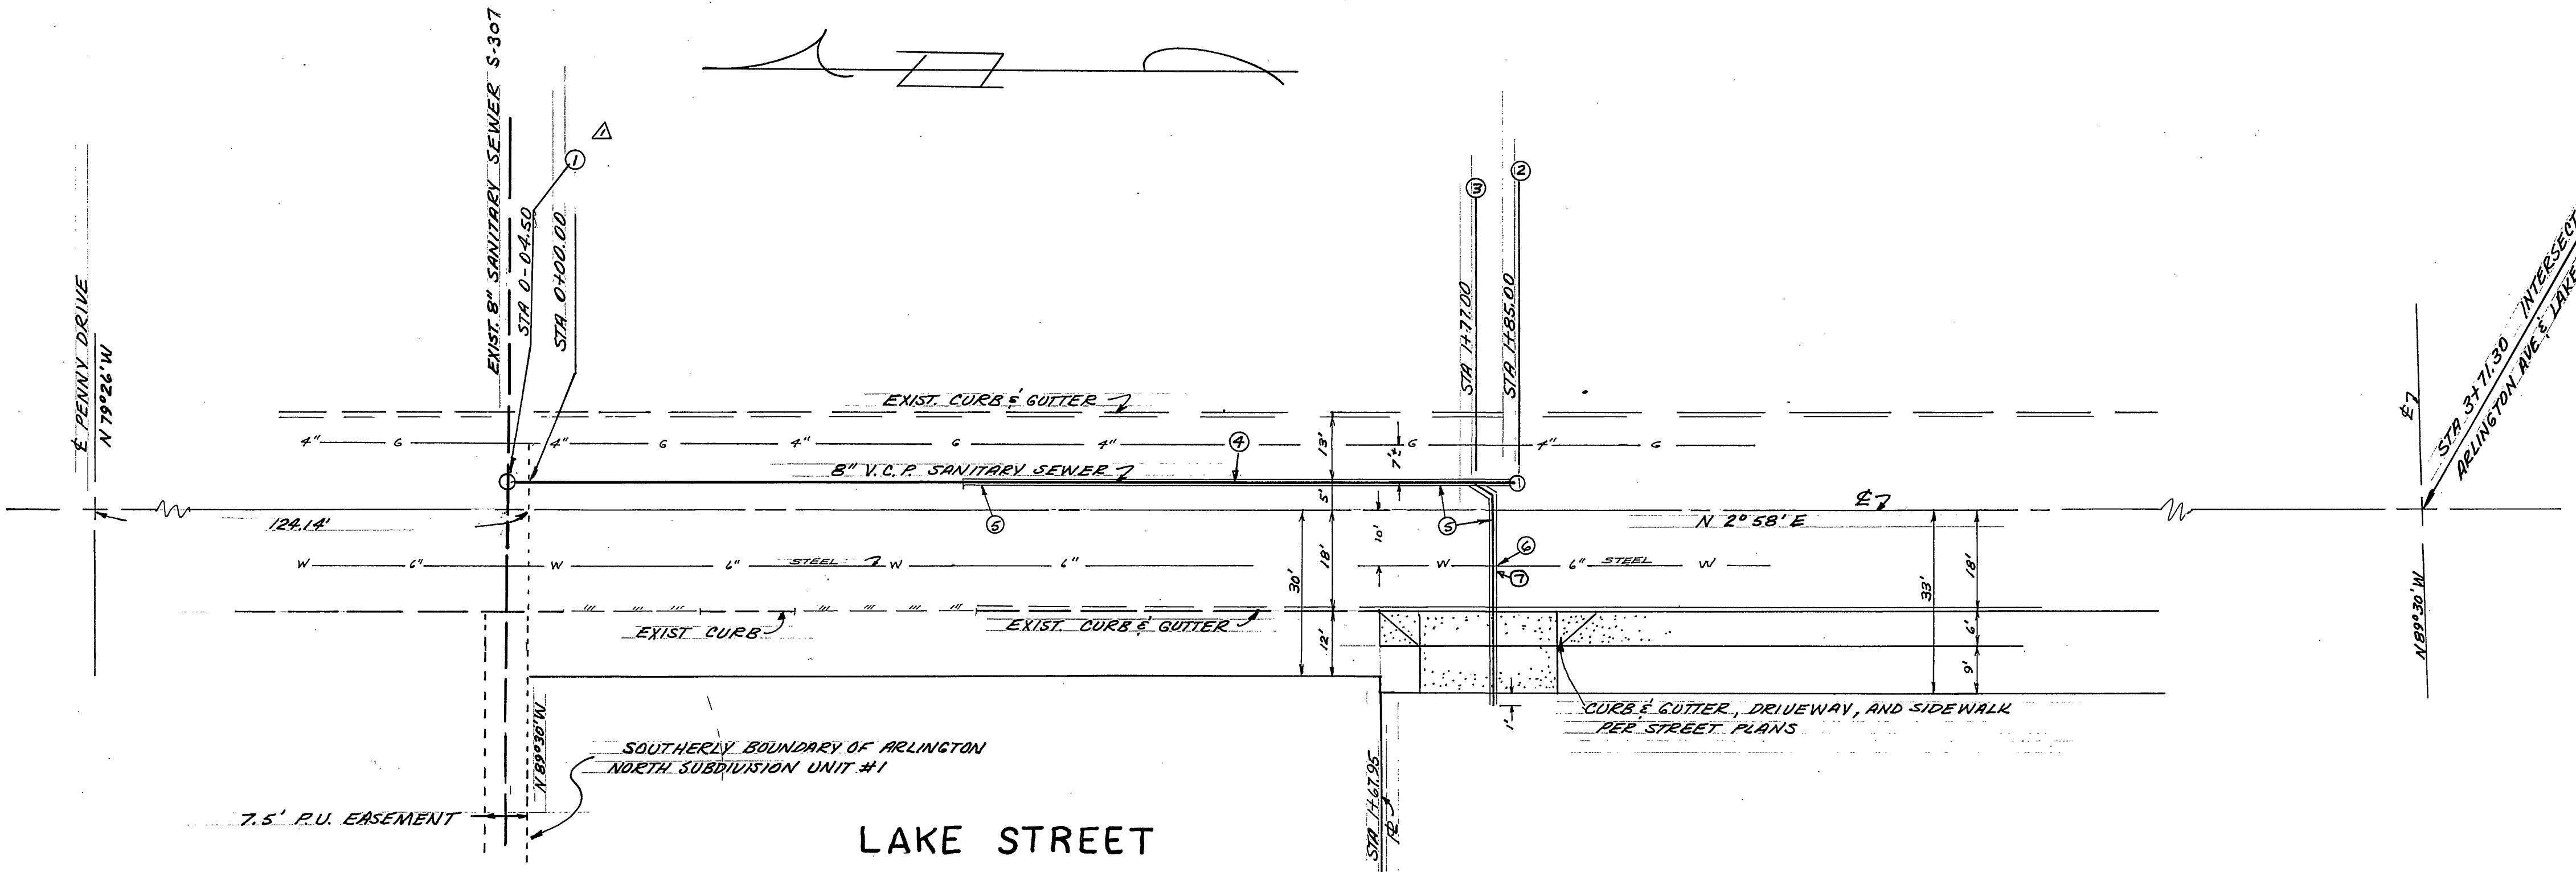 EXIST. 8" SANITARY SEWER S-307
STA 0-04.50
STA 0+00.00
1
1
3
2
STA 1+77.00
STA 1+85.00
℄ PENNY DRIVE
N 79°26'W
STA 3+71.30 INTERSECT
ARLINGTON AVE & LAKE
℄
EXIST. CURB & GUTTER
4" G 4" G 4" G 4" G 4" G
13'
7'±
4
8" V.C.P. SANITARY SEWER
5'
5
5
10'
℄
124.14'
N 2°58' E
W 6" W 6" STEEL W 6" W 6" STEEL W
6
7
30'
18'
33'
18'
N 89°30'W
EXIST CURB
EXIST. CURB & GUTTER
12'
6'
9'
1'
CURB & GUTTER, DRIVEWAY, AND SIDEWALK
PER STREET PLANS
N 89°30'W
SOUTHERLY BOUNDARY OF ARLINGTON
NORTH SUBDIVISION UNIT #1
7.5' P.U. EASEMENT
STA 1+67.95
PL
LAKE STREET